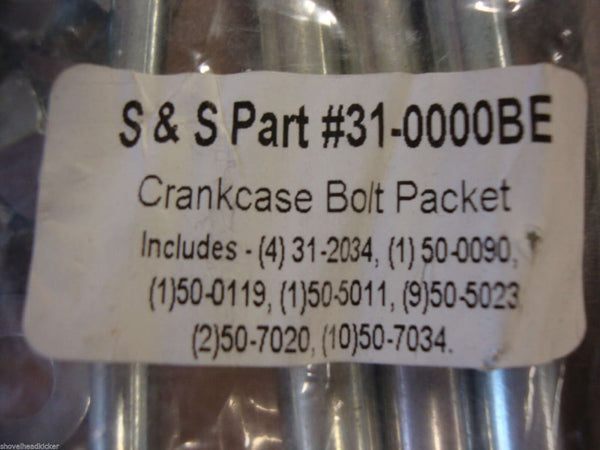 S & S Part #31-0000BE
Crankcase Bolt Packet
Includes - (4) 31-2034, (1) 50-0090,
(1)50-0119, (1)50-5011, (9)50-5023,
(2)50-7020, (10)50-7034.
shovelheadkicker